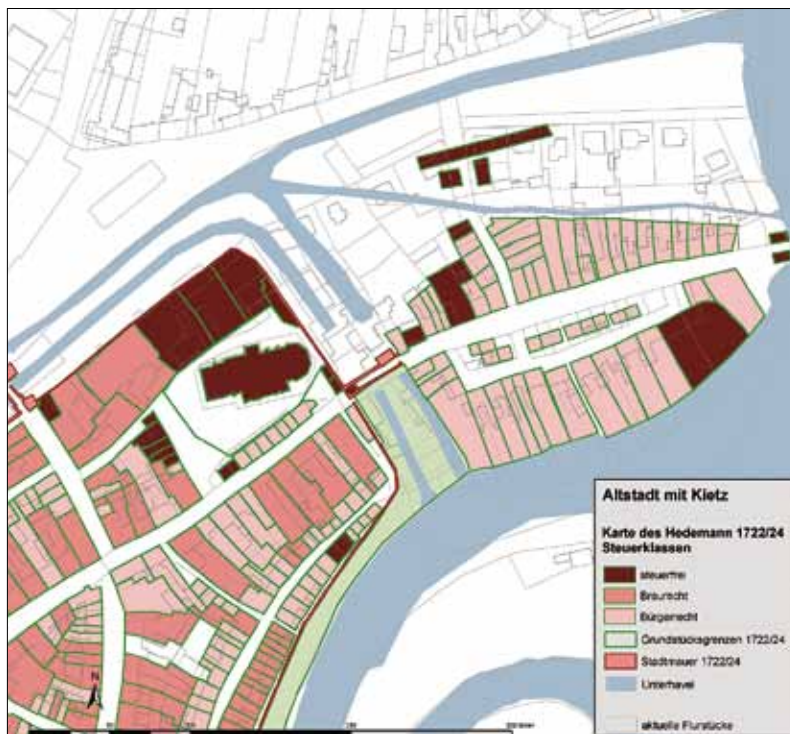 Altstadt mit Kietz
Karte des Hedemann 1722/24
Steuerklassen
steuerfrei
Braurecht
Bürgerrecht
Grundstücksgrenzen 1722/24
Stadtmauer 1722/24
Unterhavel
aktuelle Flurstücke
N